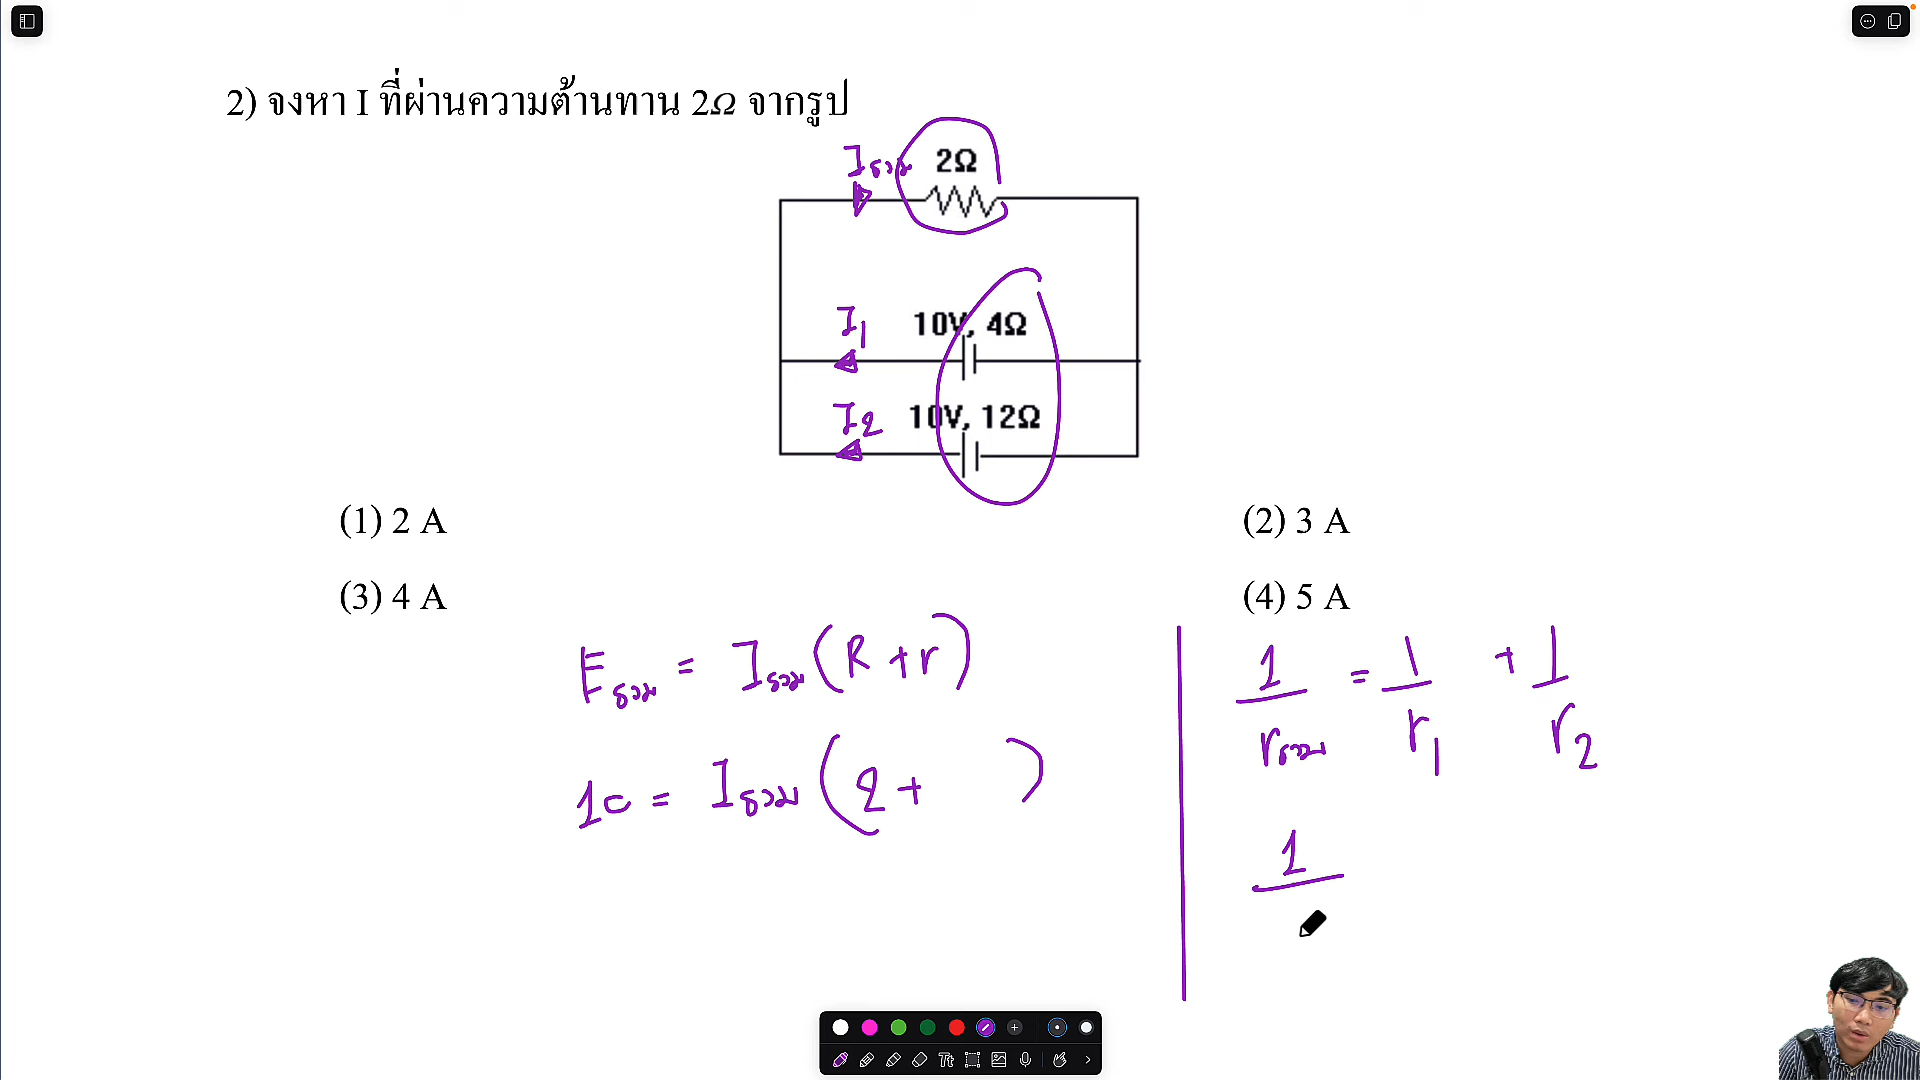 2) จงหา I ที่ผ่านความต้านทาน 2Ω จากรูป
Iรวม 2Ω
I1 10V, 4Ω
I2 10V, 12Ω
(1) 2 A (2) 3 A
(3) 4 A (4) 5 A
Eรวม = Iรวม (R + r)
10 = Iรวม (2 + )
1/rรวม = 1/r1 + 1/r2
1
Tt